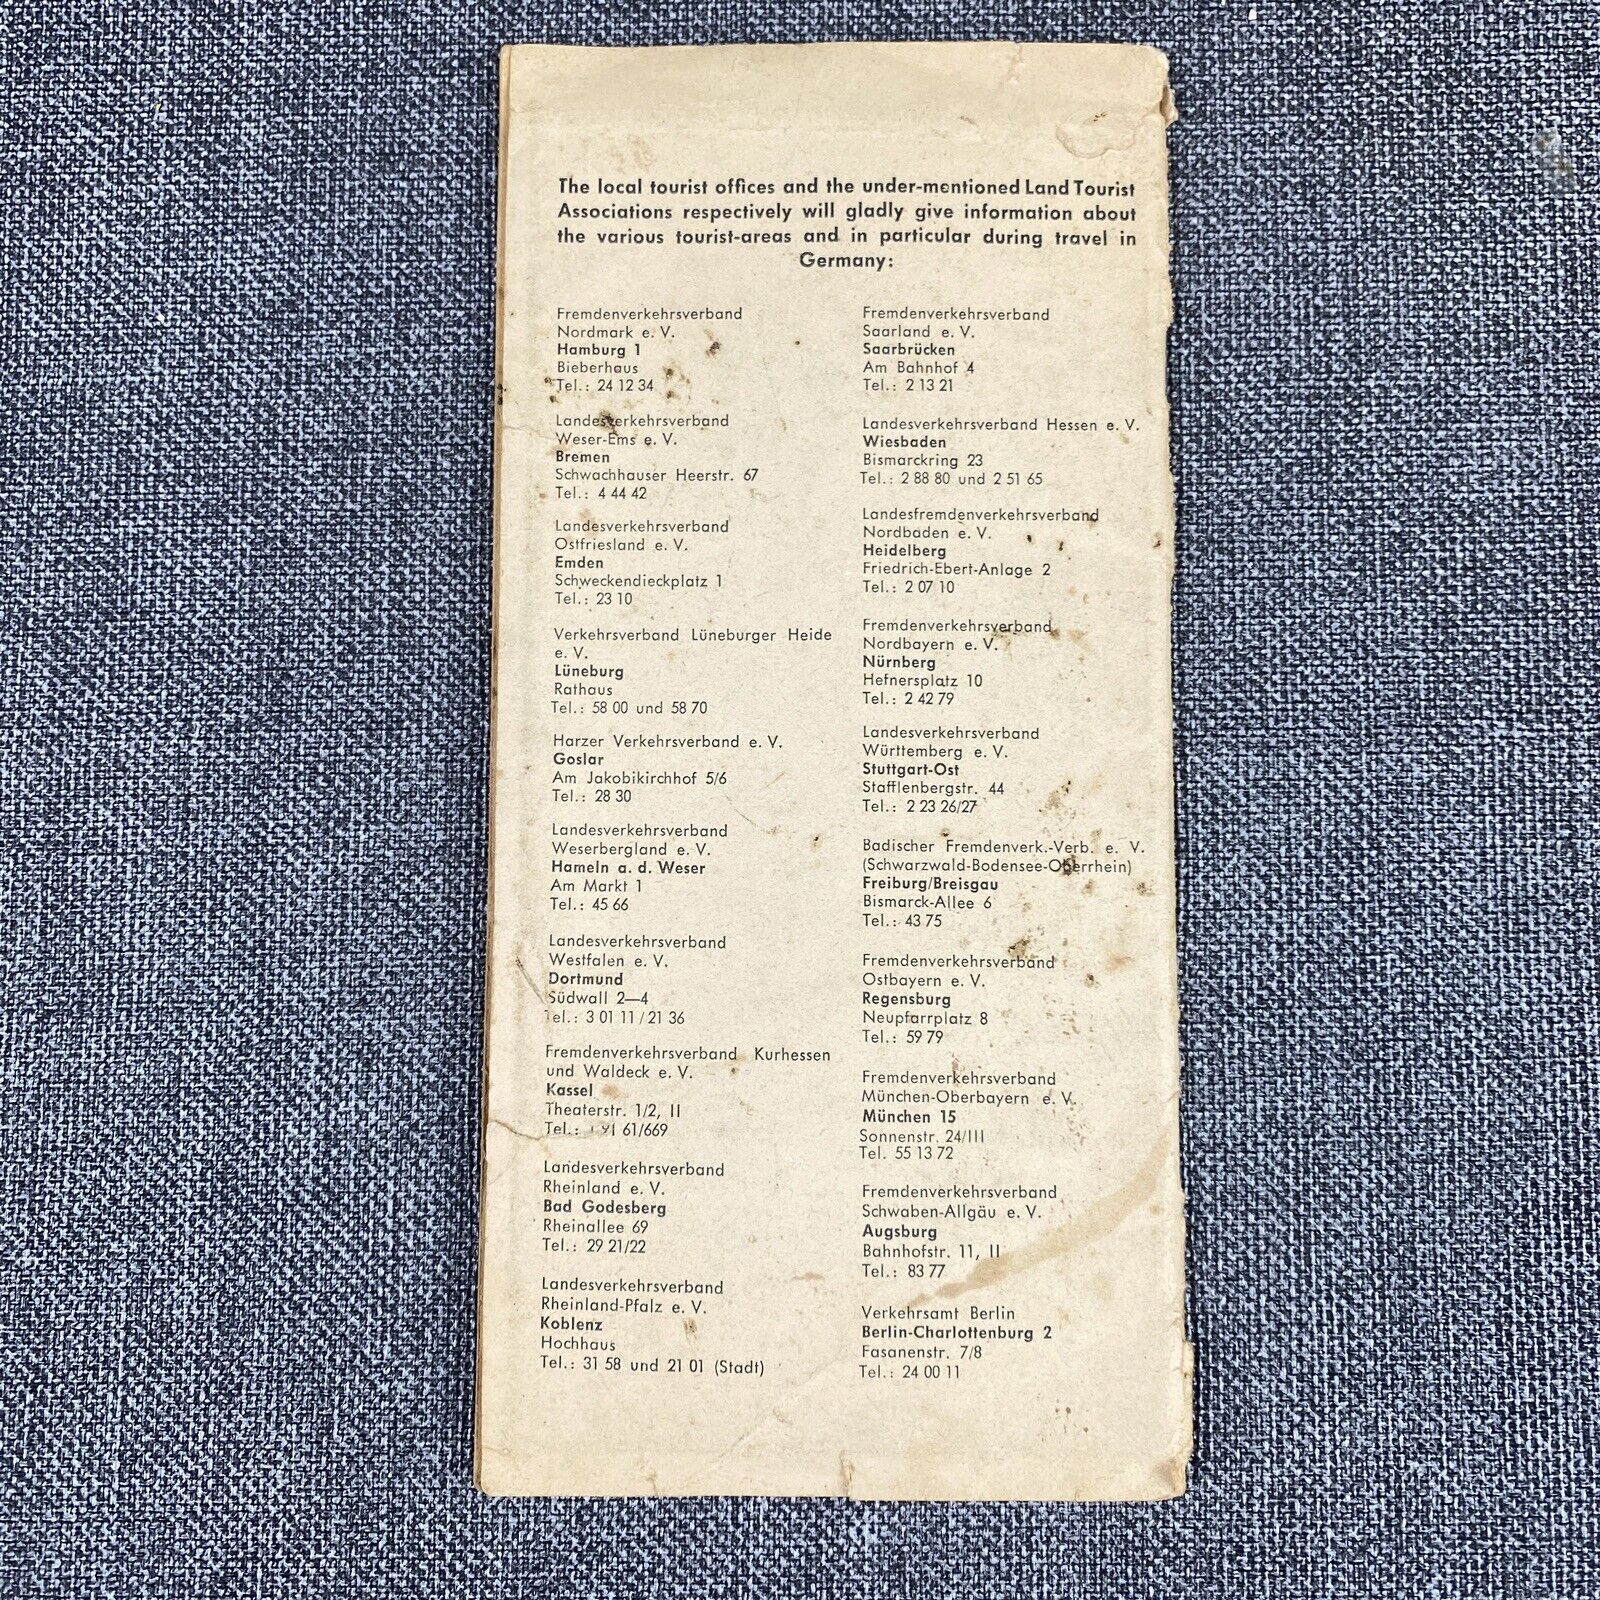 The local tourist offices and the under-mentioned Land Tourist
Associations respectively will gladly give information about
the various tourist-areas and in particular during travel in
Germany:
Fremdenverkehrsverband
Nordmark e. V.
Hamburg 1
Bieberhaus
Tel.: 24 12 34
Landesverkehrsverband
Weser-Ems e. V.
Bremen
Schwachhauser Heerstr. 67
Tel.: 4 44 42
Landesverkehrsverband
Ostfriesland e. V.
Emden
Schweckendieckplatz 1
Tel.: 23 10
Verkehrsverband Lüneburger Heide
e. V.
Lüneburg
Rathaus
Tel.: 58 00 und 58 70
Harzer Verkehrsverband e. V.
Goslar
Am Jakobikirchhof 5/6
Tel.: 28 30
Landesverkehrsverband
Weserbergland e. V.
Hameln a. d. Weser
Am Markt 1
Tel.: 45 66
Landesverkehrsverband
Westfalen e. V.
Dortmund
Südwall 2—4
Tel.: 3 01 11 / 21 36
Fremdenverkehrsverband Kurhessen
und Waldeck e. V.
Kassel
Theaterstr. 1/2, II
Tel.: 91 61/669
Landesverkehrsverband
Rheinland e. V.
Bad Godesberg
Rheinallee 69
Tel.: 29 21/22
Landesverkehrsverband
Rheinland-Pfalz e. V.
Koblenz
Hochhaus
Tel.: 31 58 und 21 01 (Stadt)
Fremdenverkehrsverband
Saarland e. V.
Saarbrücken
Am Bahnhof 4
Tel.: 2 13 21
Landesverkehrsverband Hessen e. V.
Wiesbaden
Bismarckring 23
Tel.: 2 88 80 und 2 51 65
Landesfremdenverkehrsverband
Nordbaden e. V.
Heidelberg
Friedrich-Ebert-Anlage 2
Tel.: 2 07 10
Fremdenverkehrsverband
Nordbayern e. V.
Nürnberg
Hefnersplatz 10
Tel.: 2 42 79
Landesverkehrsverband
Württemberg e. V.
Stuttgart-Ost
Stafflenbergstr. 44
Tel.: 2 23 26/27
Badischer Fremdenverk.-Verb. e. V.
(Schwarzwald-Bodensee-Oberrhein)
Freiburg/Breisgau
Bismarck-Allee 6
Tel.: 43 75
Fremdenverkehrsverband
Ostbayern e. V.
Regensburg
Neupfarrplatz 8
Tel.: 59 79
Fremdenverkehrsverband
München-Oberbayern e. V.
München 15
Sonnenstr. 24/III
Tel. 55 13 72
Fremdenverkehrsverband
Schwaben-Allgäu e. V.
Augsburg
Bahnhofstr. 11, II
Tel.: 83 77
Verkehrsamt Berlin
Berlin-Charlottenburg 2
Fasanenstr. 7/8
Tel.: 24 00 11